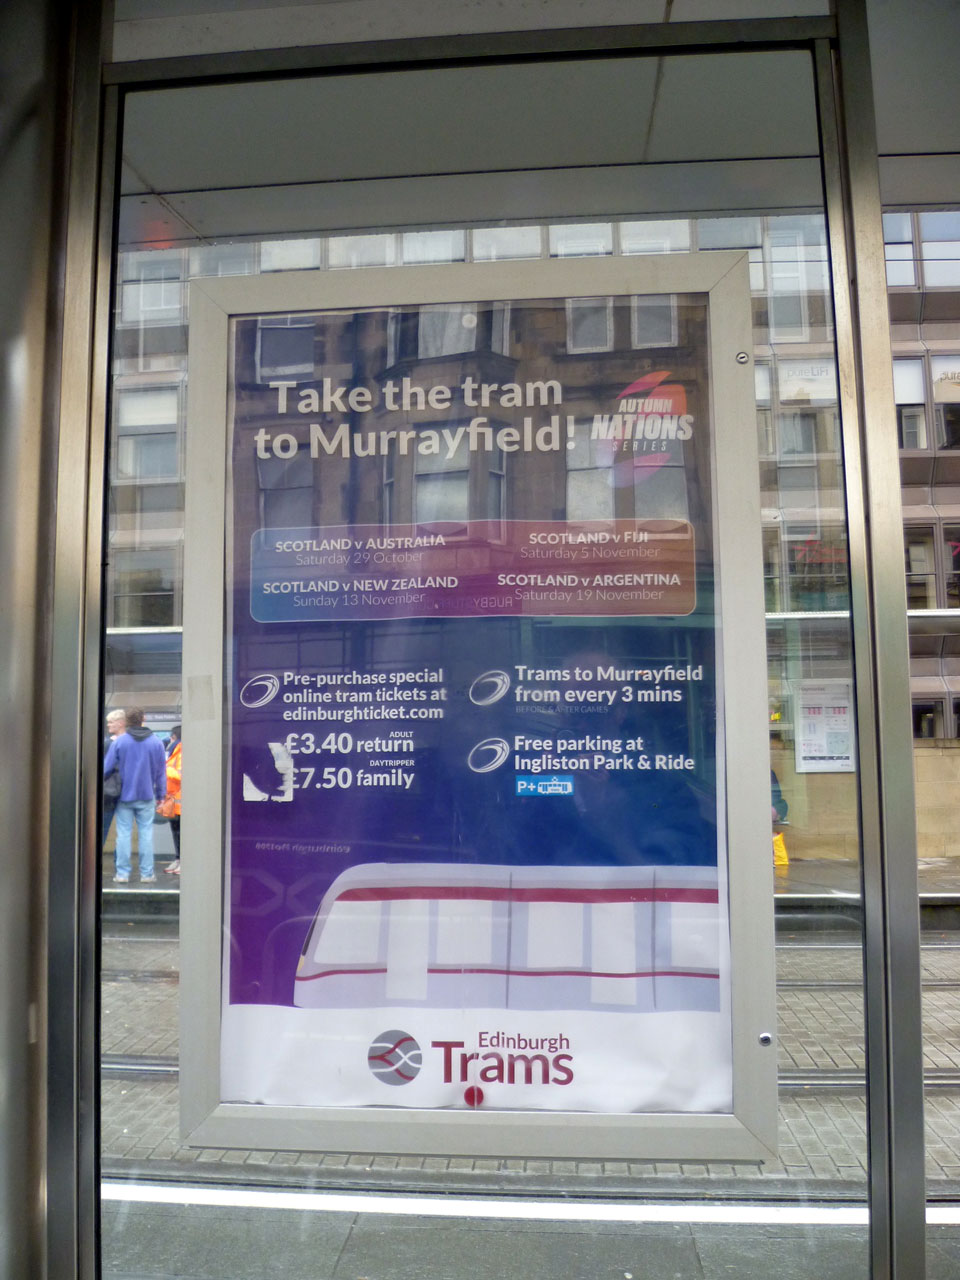 Take the tram
to Murrayfield!
AUTUMN
NATIONS
SERIES
SCOTLAND v AUSTRALIA
Saturday 29 October
SCOTLAND v FIJI
Saturday 5 November
SCOTLAND v NEW ZEALAND
Sunday 13 November
SCOTLAND v ARGENTINA
Saturday 19 November
Pre-purchase special
online tram tickets at
edinburghticket.com
ADULT
£3.40 return
DAYTRIPPER
£7.50 family
Trams to Murrayfield
from every 3 mins
BEFORE & AFTER GAMES
Free parking at
Ingliston Park & Ride
P+
Edinburgh
Trams
pureLiFi